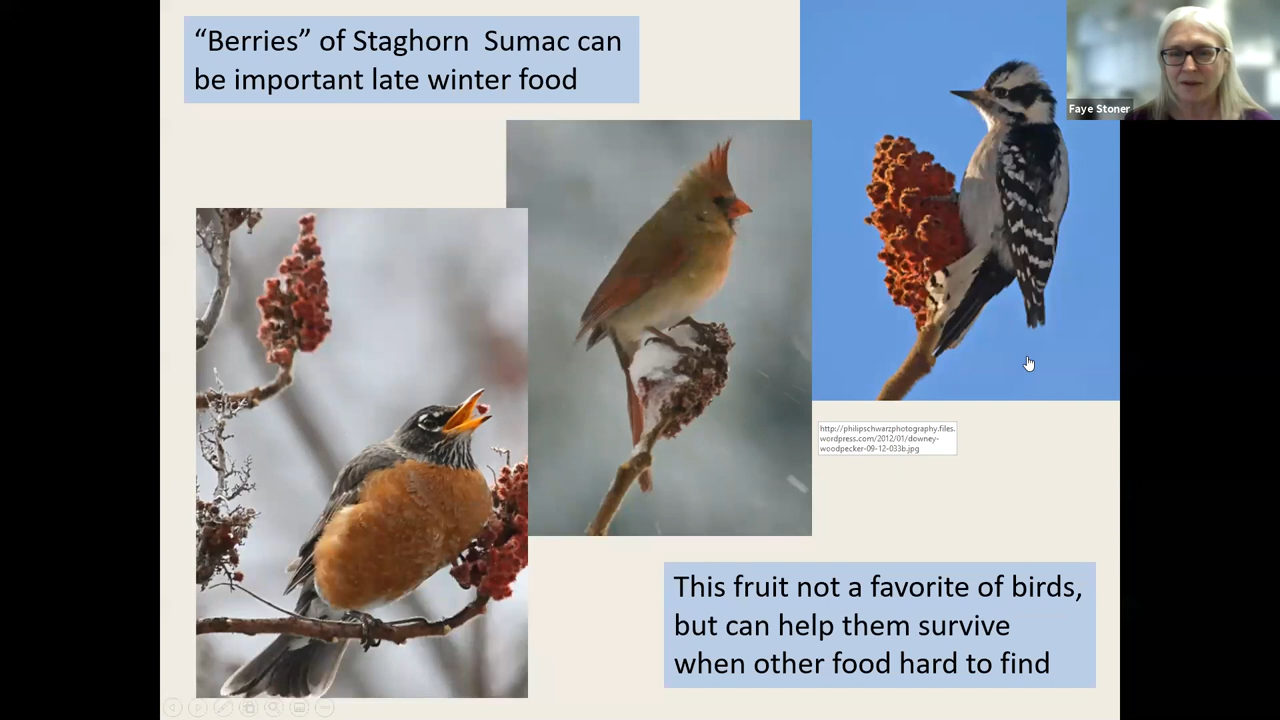 “Berries” of Staghorn  Sumac can
be important late winter food
Faye Stoner
http://philipschwarzphotography.files.
wordpress.com/2012/01/downey-
woodpecker-09-12-033b.jpg
This fruit not a favorite of birds,
but can help them survive
when other food hard to find